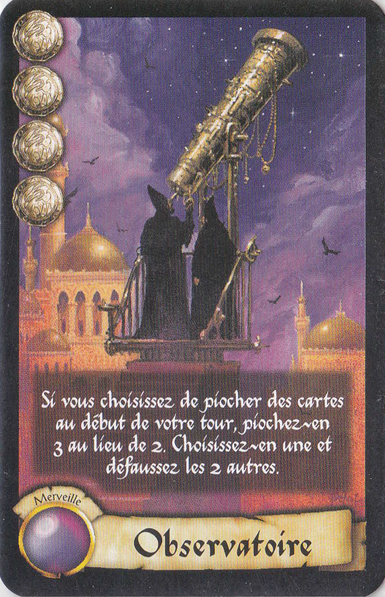 Si vous choisissez de piocher des cartes
au début de votre tour, piochez-en
3 au lieu de 2. Choisissez-en une et
défaussez les 2 autres.
Merveille
Observatoire